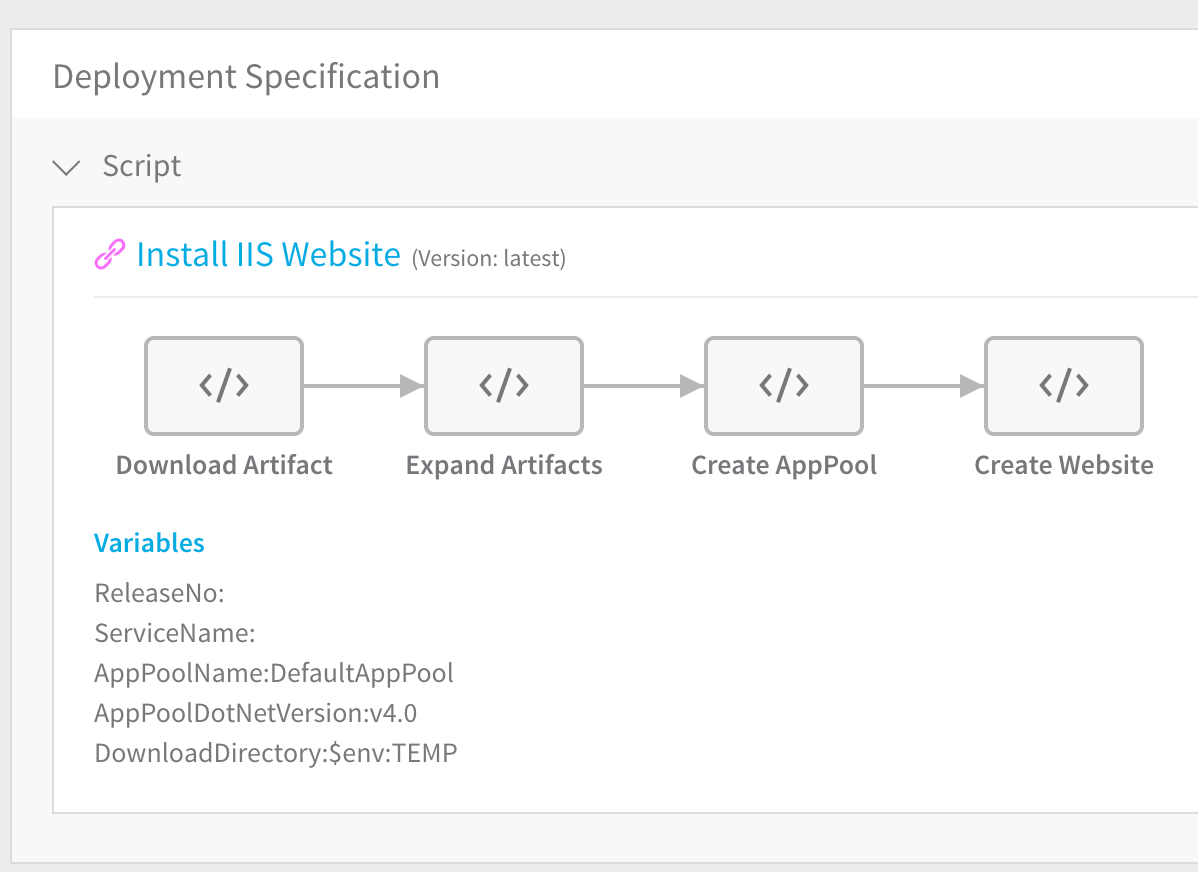 Deployment Specification
Script
Install IIS Website (Version: latest)
</> </> </> </>
Download Artifact Expand Artifacts Create AppPool Create Website
Variables
ReleaseNo:
ServiceName:
AppPoolName:DefaultAppPool
AppPoolDotNetVersion:v4.0
DownloadDirectory:$env:TEMP